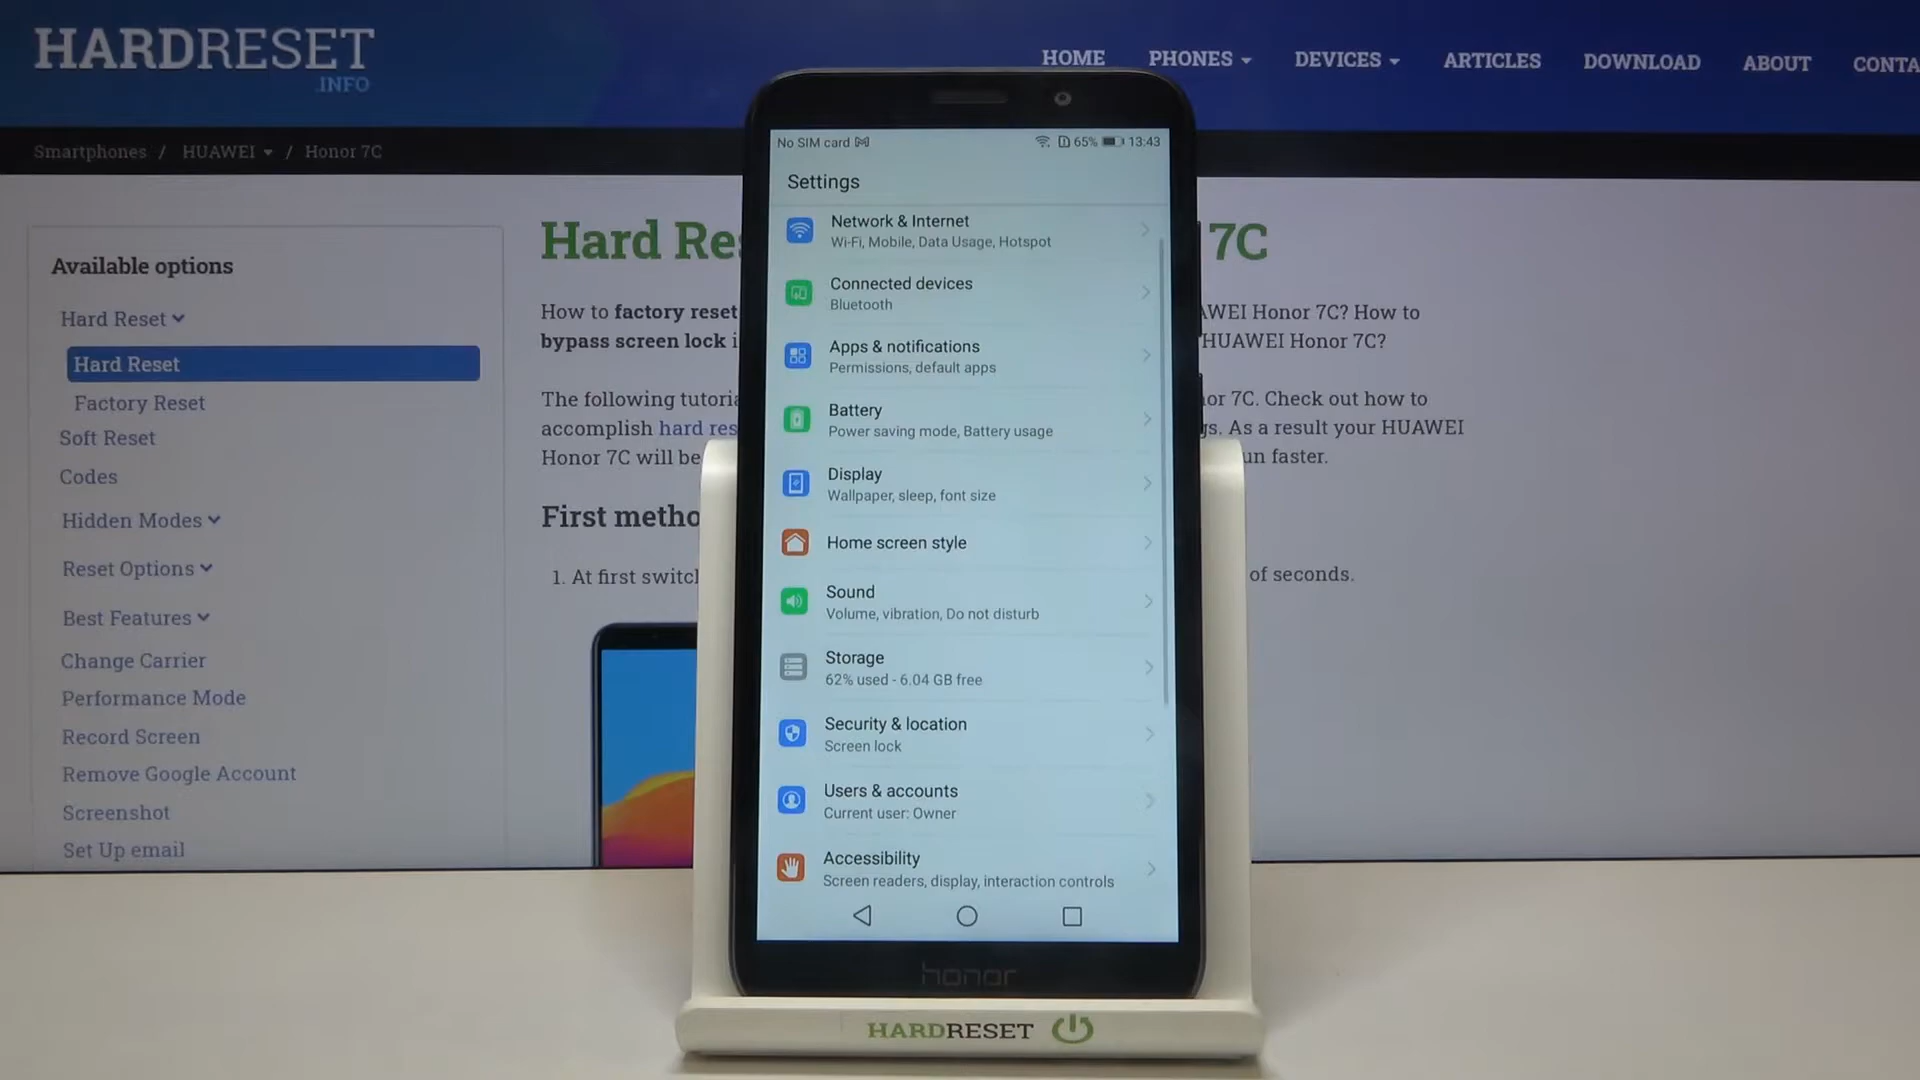 HARDRESET
.INFO
HOME
PHONES
DEVICES
ARTICLES
DOWNLOAD
ABOUT
CONTA
Smartphones / HUAWEI / Honor 7C
Available options
Hard Reset
Hard Reset
Factory Reset
Soft Reset
Codes
Hidden Modes
Reset Options
Best Features
Change Carrier
Performance Mode
Record Screen
Remove Google Account
Screenshot
Set Up email
Hard Re 7C
How to factory reset AWEI Honor 7C? How to
bypass screen lock i HUAWEI Honor 7C?
The following tutoria or 7C. Check out how to
accomplish hard res gs. As a result your HUAWEI
Honor 7C will be un faster.
First metho
1. At first switch of seconds.
No SIM card
65%
13:43
Settings
Network & Internet
Wi-Fi, Mobile, Data Usage, Hotspot
Connected devices
Bluetooth
Apps & notifications
Permissions, default apps
Battery
Power saving mode, Battery usage
Display
Wallpaper, sleep, font size
Home screen style
Sound
Volume, vibration, Do not disturb
Storage
62% used - 6.04 GB free
Security & location
Screen lock
Users & accounts
Current user: Owner
Accessibility
Screen readers, display, interaction controls
honor
HARDRESET